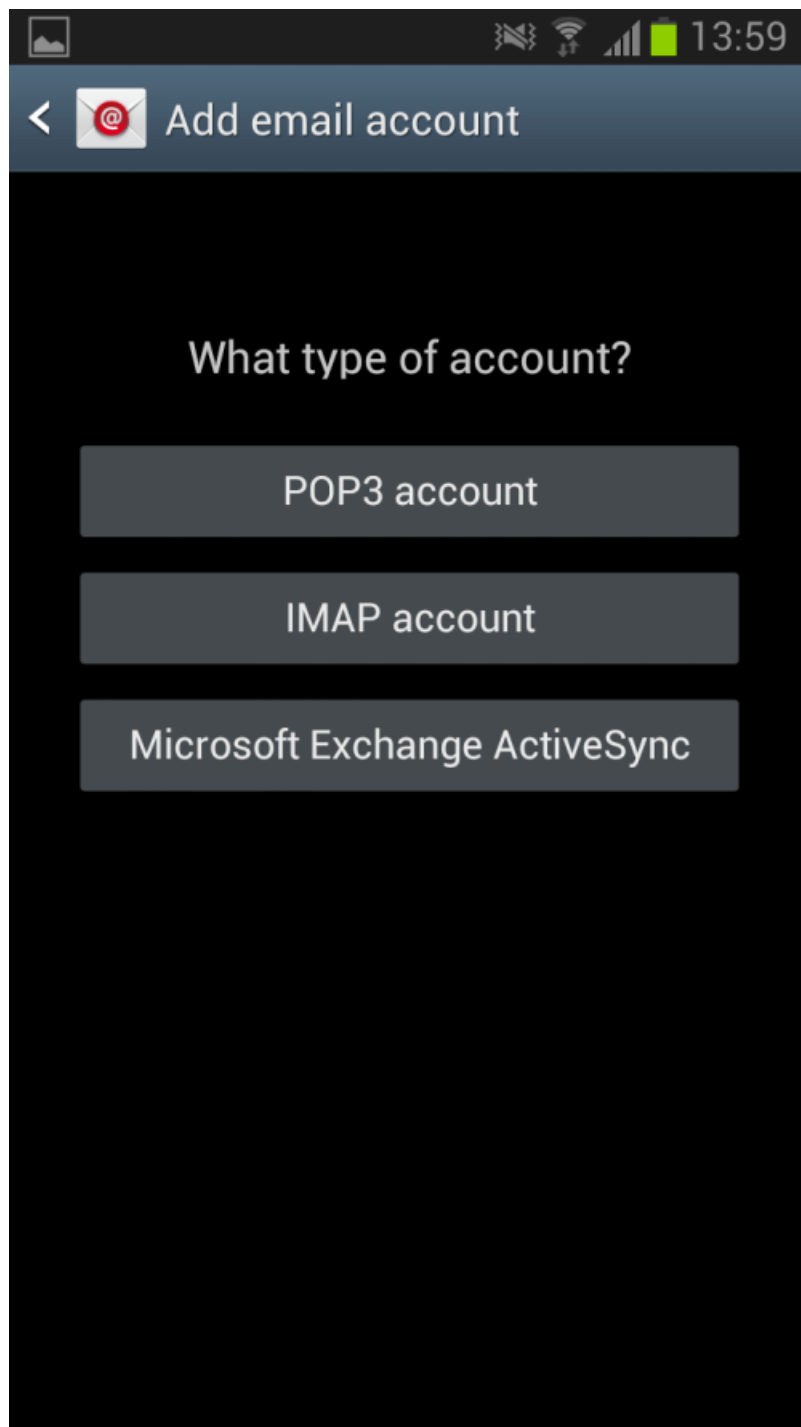 13:59
Add email account
What type of account?
POP3 account
IMAP account
Microsoft Exchange ActiveSync